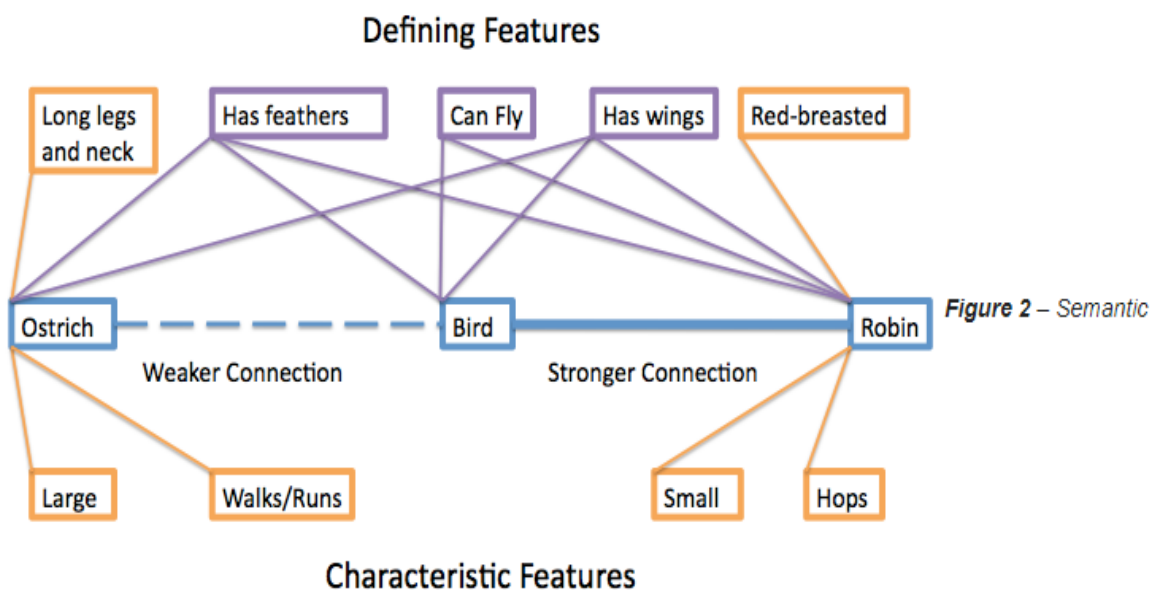 Defining Features
Long legs
and neck
Has feathers
Can Fly
Has wings
Red-breasted
Ostrich
Bird
Robin
Figure 2 – Semantic
Weaker Connection
Stronger Connection
Large
Walks/Runs
Small
Hops
Characteristic Features